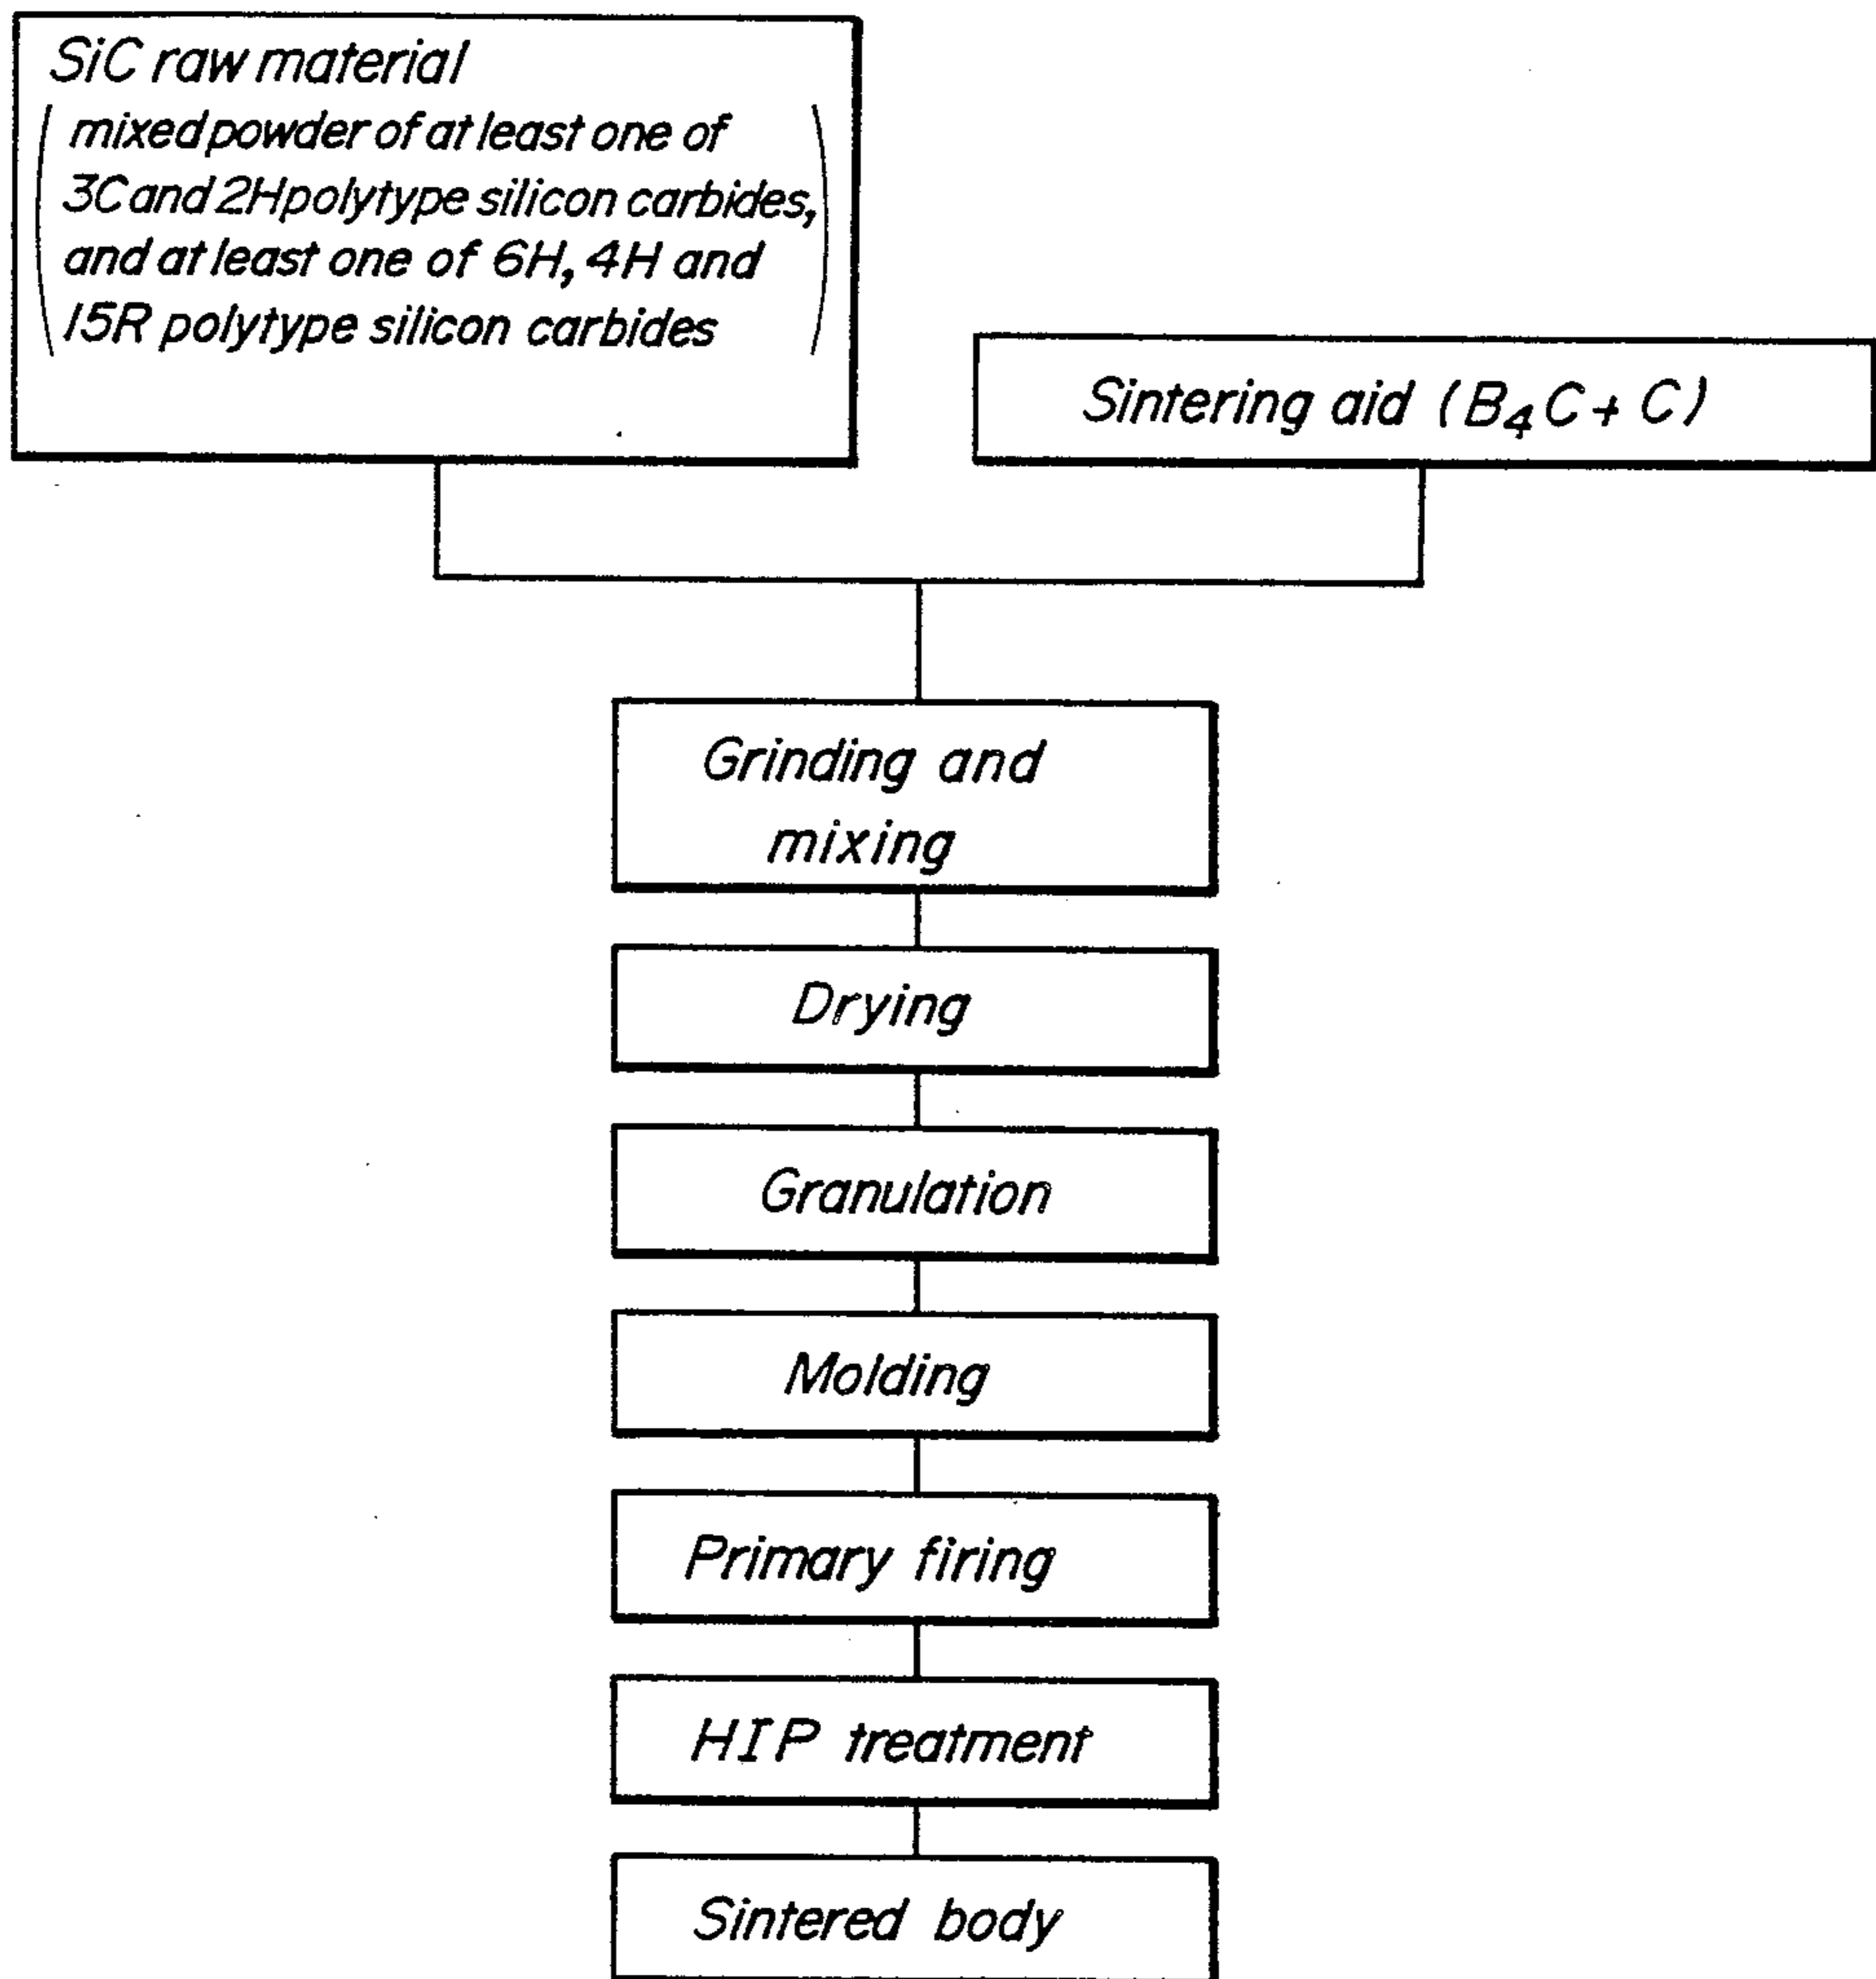 SiC raw material
(mixed powder of at least one of
3C and 2H polytype silicon carbides,
and at least one of 6H, 4H and
15R polytype silicon carbides)
Sintering aid (B₄C + C)
Grinding and
mixing
Drying
Granulation
Molding
Primary firing
HIP treatment
Sintered body